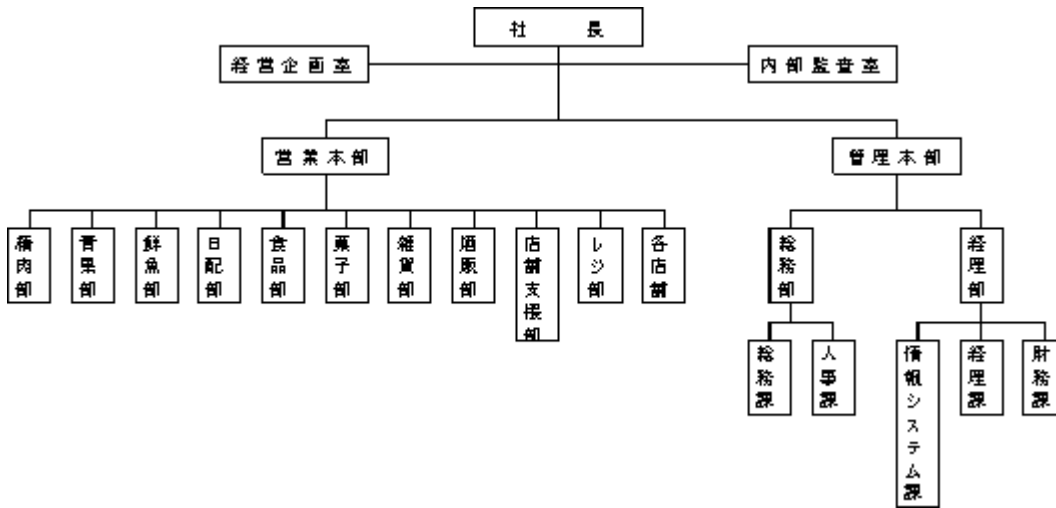 社長
経営企画室
内部監査室
営業本部
管理本部
精肉部
青果部
鮮魚部
日配部
食品部
菓子部
雑貨部
酒販部
店舗支援部
レジ部
各店舗
総務部
経理部
総務課
人事課
情報システム課
経理課
財務課